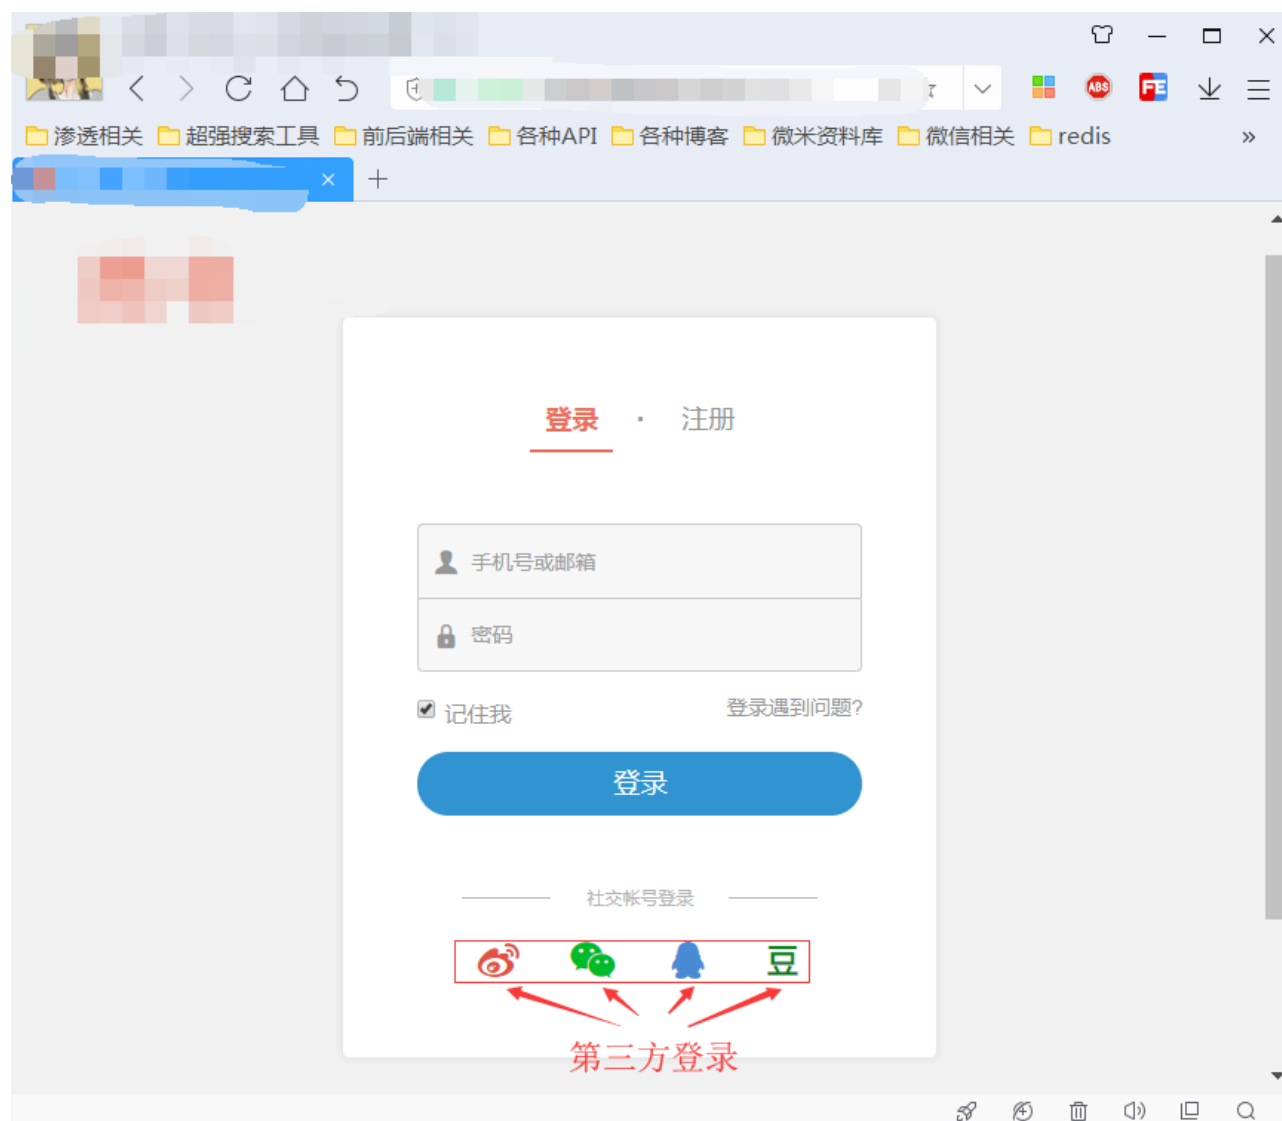 ABS
FE
渗透相关 超强搜索工具 前后端相关 各种API 各种博客 微米资料库 微信相关 redis »
登录 · 注册
手机号或邮箱
密码
记住我 登录遇到问题?
登录
社交帐号登录
豆
第三方登录